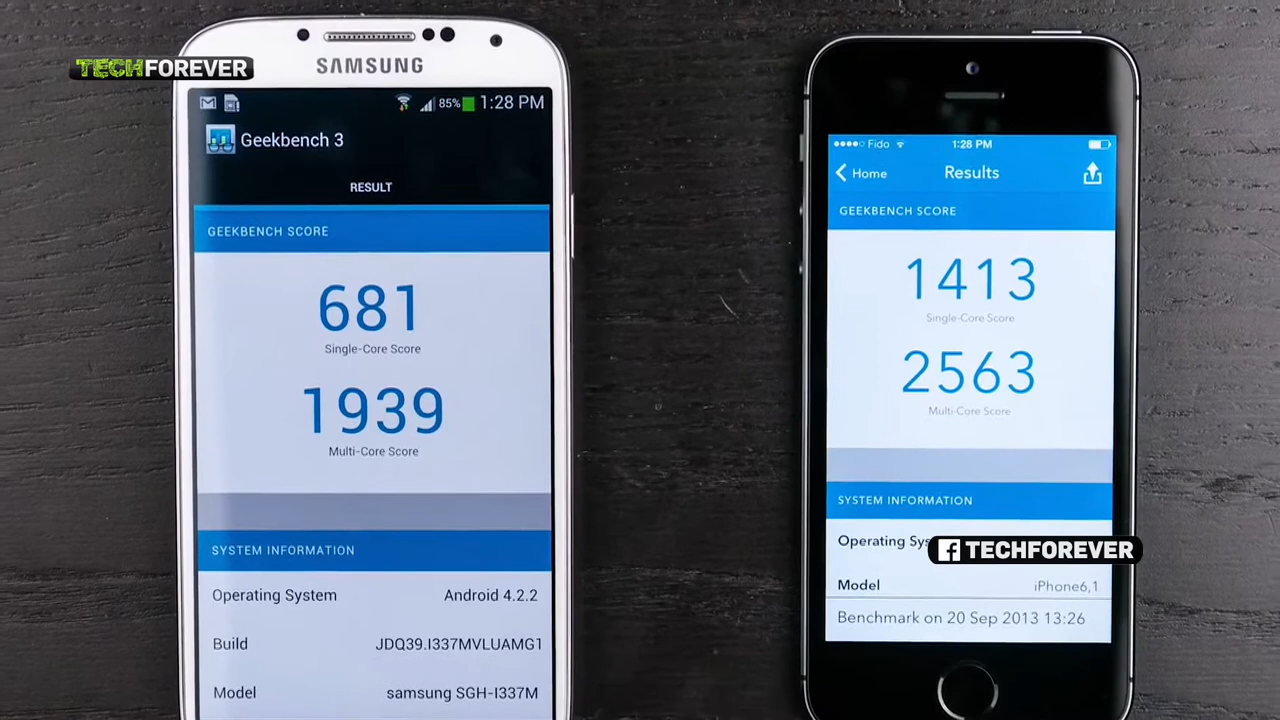 TECHFOREVER
SAMSUNG
85% 1:28 PM
Geekbench 3
RESULT
GEEKBENCH SCORE
681
Single-Core Score
1939
Multi-Core Score
SYSTEM INFORMATION
Operating System Android 4.2.2
Build JDQ39.I337MVLUAMG1
Model samsung SGH-I337M
Fido 1:28 PM
Home Results
GEEKBENCH SCORE
1413
Single-Core Score
2563
Multi-Core Score
SYSTEM INFORMATION
Operating Sys
TECHFOREVER
Model iPhone6,1
Benchmark on 20 Sep 2013 13:26